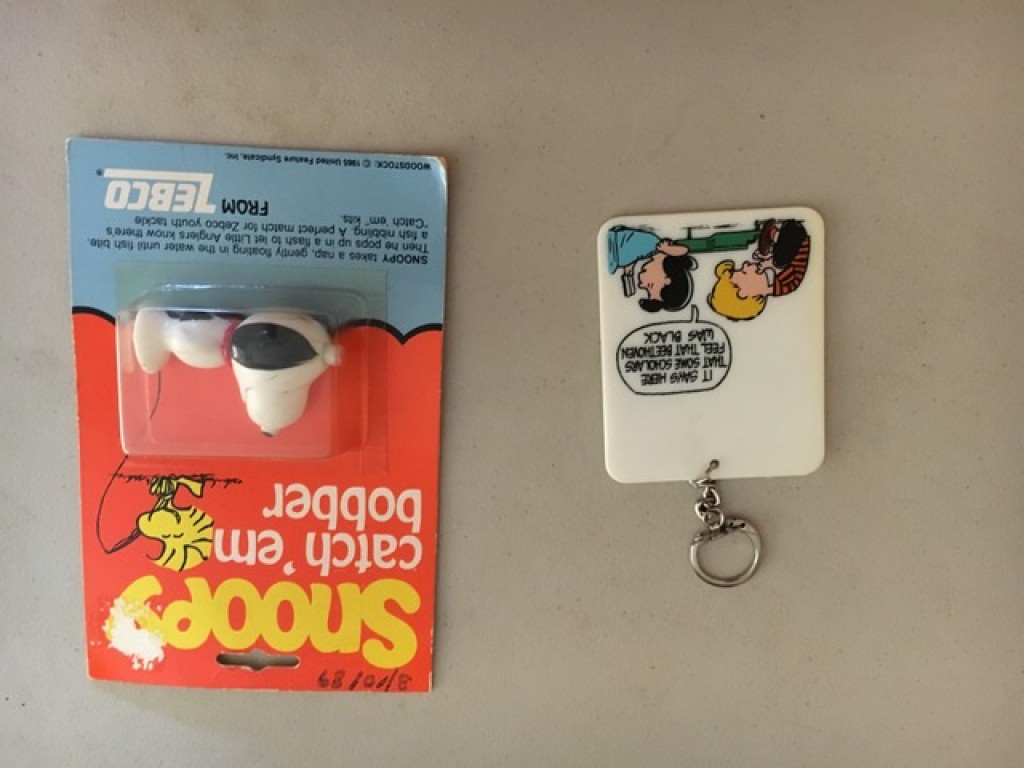 3/10/89
Snoopy
catch 'em
bobber
SNOOPY takes a nap, gently floating in the water until fish bite.
Then he pops up in a flash to let Little Anglers know there's
a fish nibbling. A perfect match for Zebco youth tackle
"Catch 'em" kits.
FROM ZEBCO®
WOODSTOCK: © 1965 United Feature Syndicate, Inc.
IT SAYS HERE
THAT SOME SCHOLARS
FEEL THAT BEETHOVEN
WAS BLACK